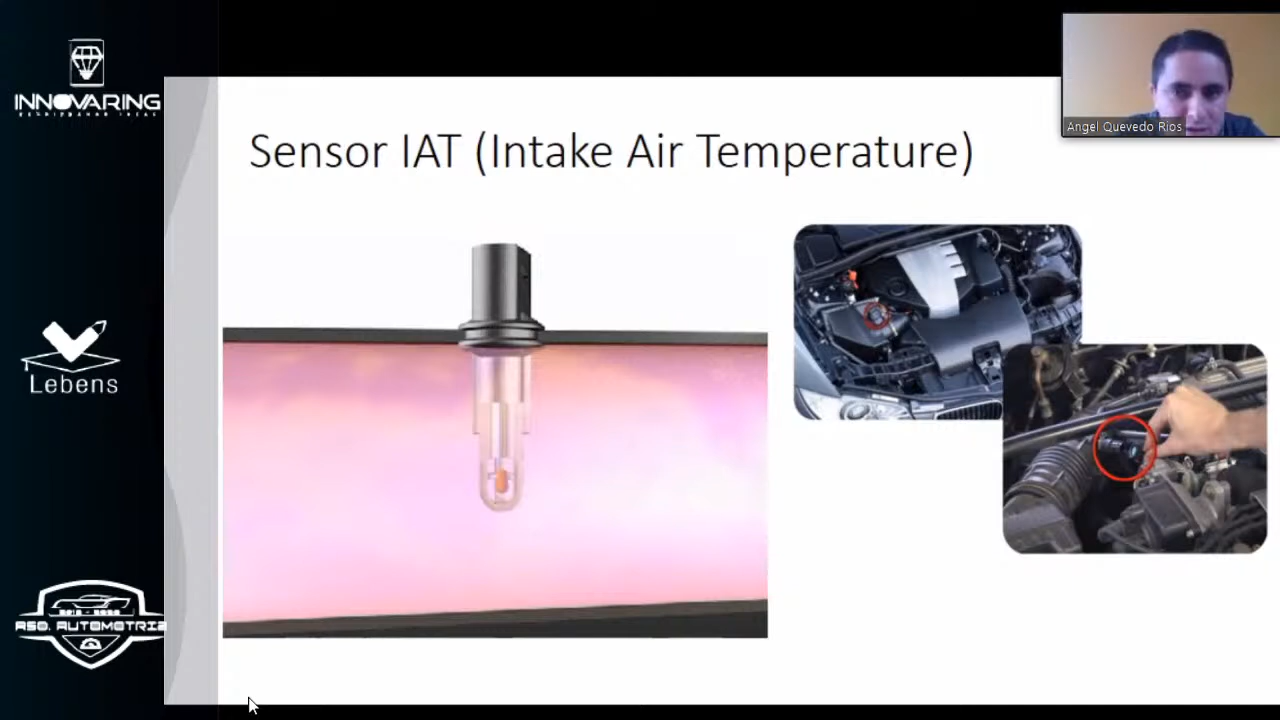 INNOVARING
Sensor IAT (Intake Air Temperature)
Angel Quevedo Rios
Lebens
ASO. AUTOMOTRIZ